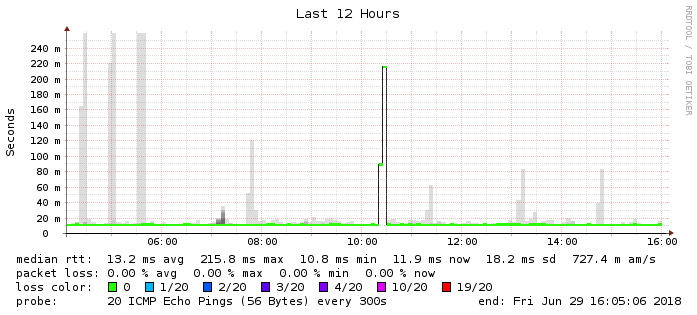 Last 12 Hours
RRDTOOL / TOBI OETIKER
Seconds
240 m
220 m
200 m
180 m
160 m
140 m
120 m
100 m
80 m
60 m
40 m
20 m
0
06:00 08:00 10:00 12:00 14:00 16:00
median rtt: 13.2 ms avg 215.8 ms max 10.8 ms min 11.9 ms now 18.2 ms sd 727.4 m am/s
packet loss: 0.00 % avg 0.00 % max 0.00 % min 0.00 % now
loss color: 0 1/20 2/20 3/20 4/20 10/20 19/20
probe: 20 ICMP Echo Pings (56 Bytes) every 300s end: Fri Jun 29 16:05:06 2018